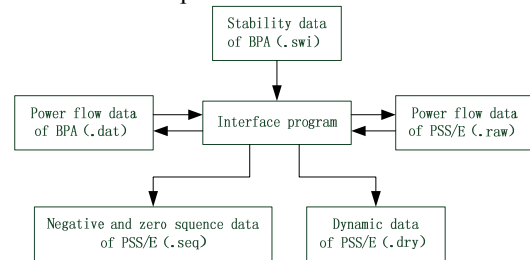 Stability data
of BPA (.swi)
Power flow data
of BPA (.dat)
Interface program
Power flow data
of PSS/E (.raw)
Negative and zero squence data
of PSS/E (.seq)
Dynamic data
of PSS/E (.dry)